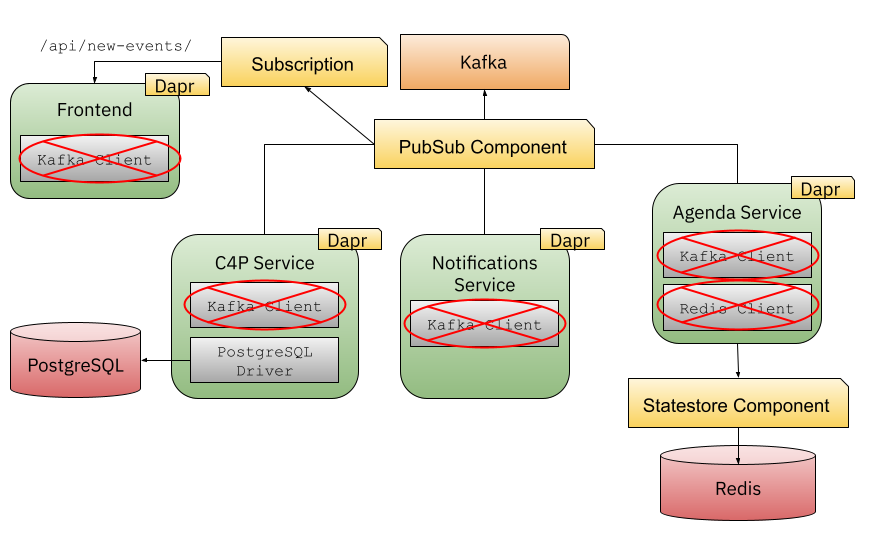 /api/new-events/
Subscription
Kafka
Dapr
Frontend
Kafka Client
PubSub Component
Dapr
Agenda Service
Kafka Client
Redis Client
Dapr
C4P Service
Kafka Client
PostgreSQL
Driver
Dapr
Notifications
Service
Kafka Client
PostgreSQL
Statestore Component
Redis